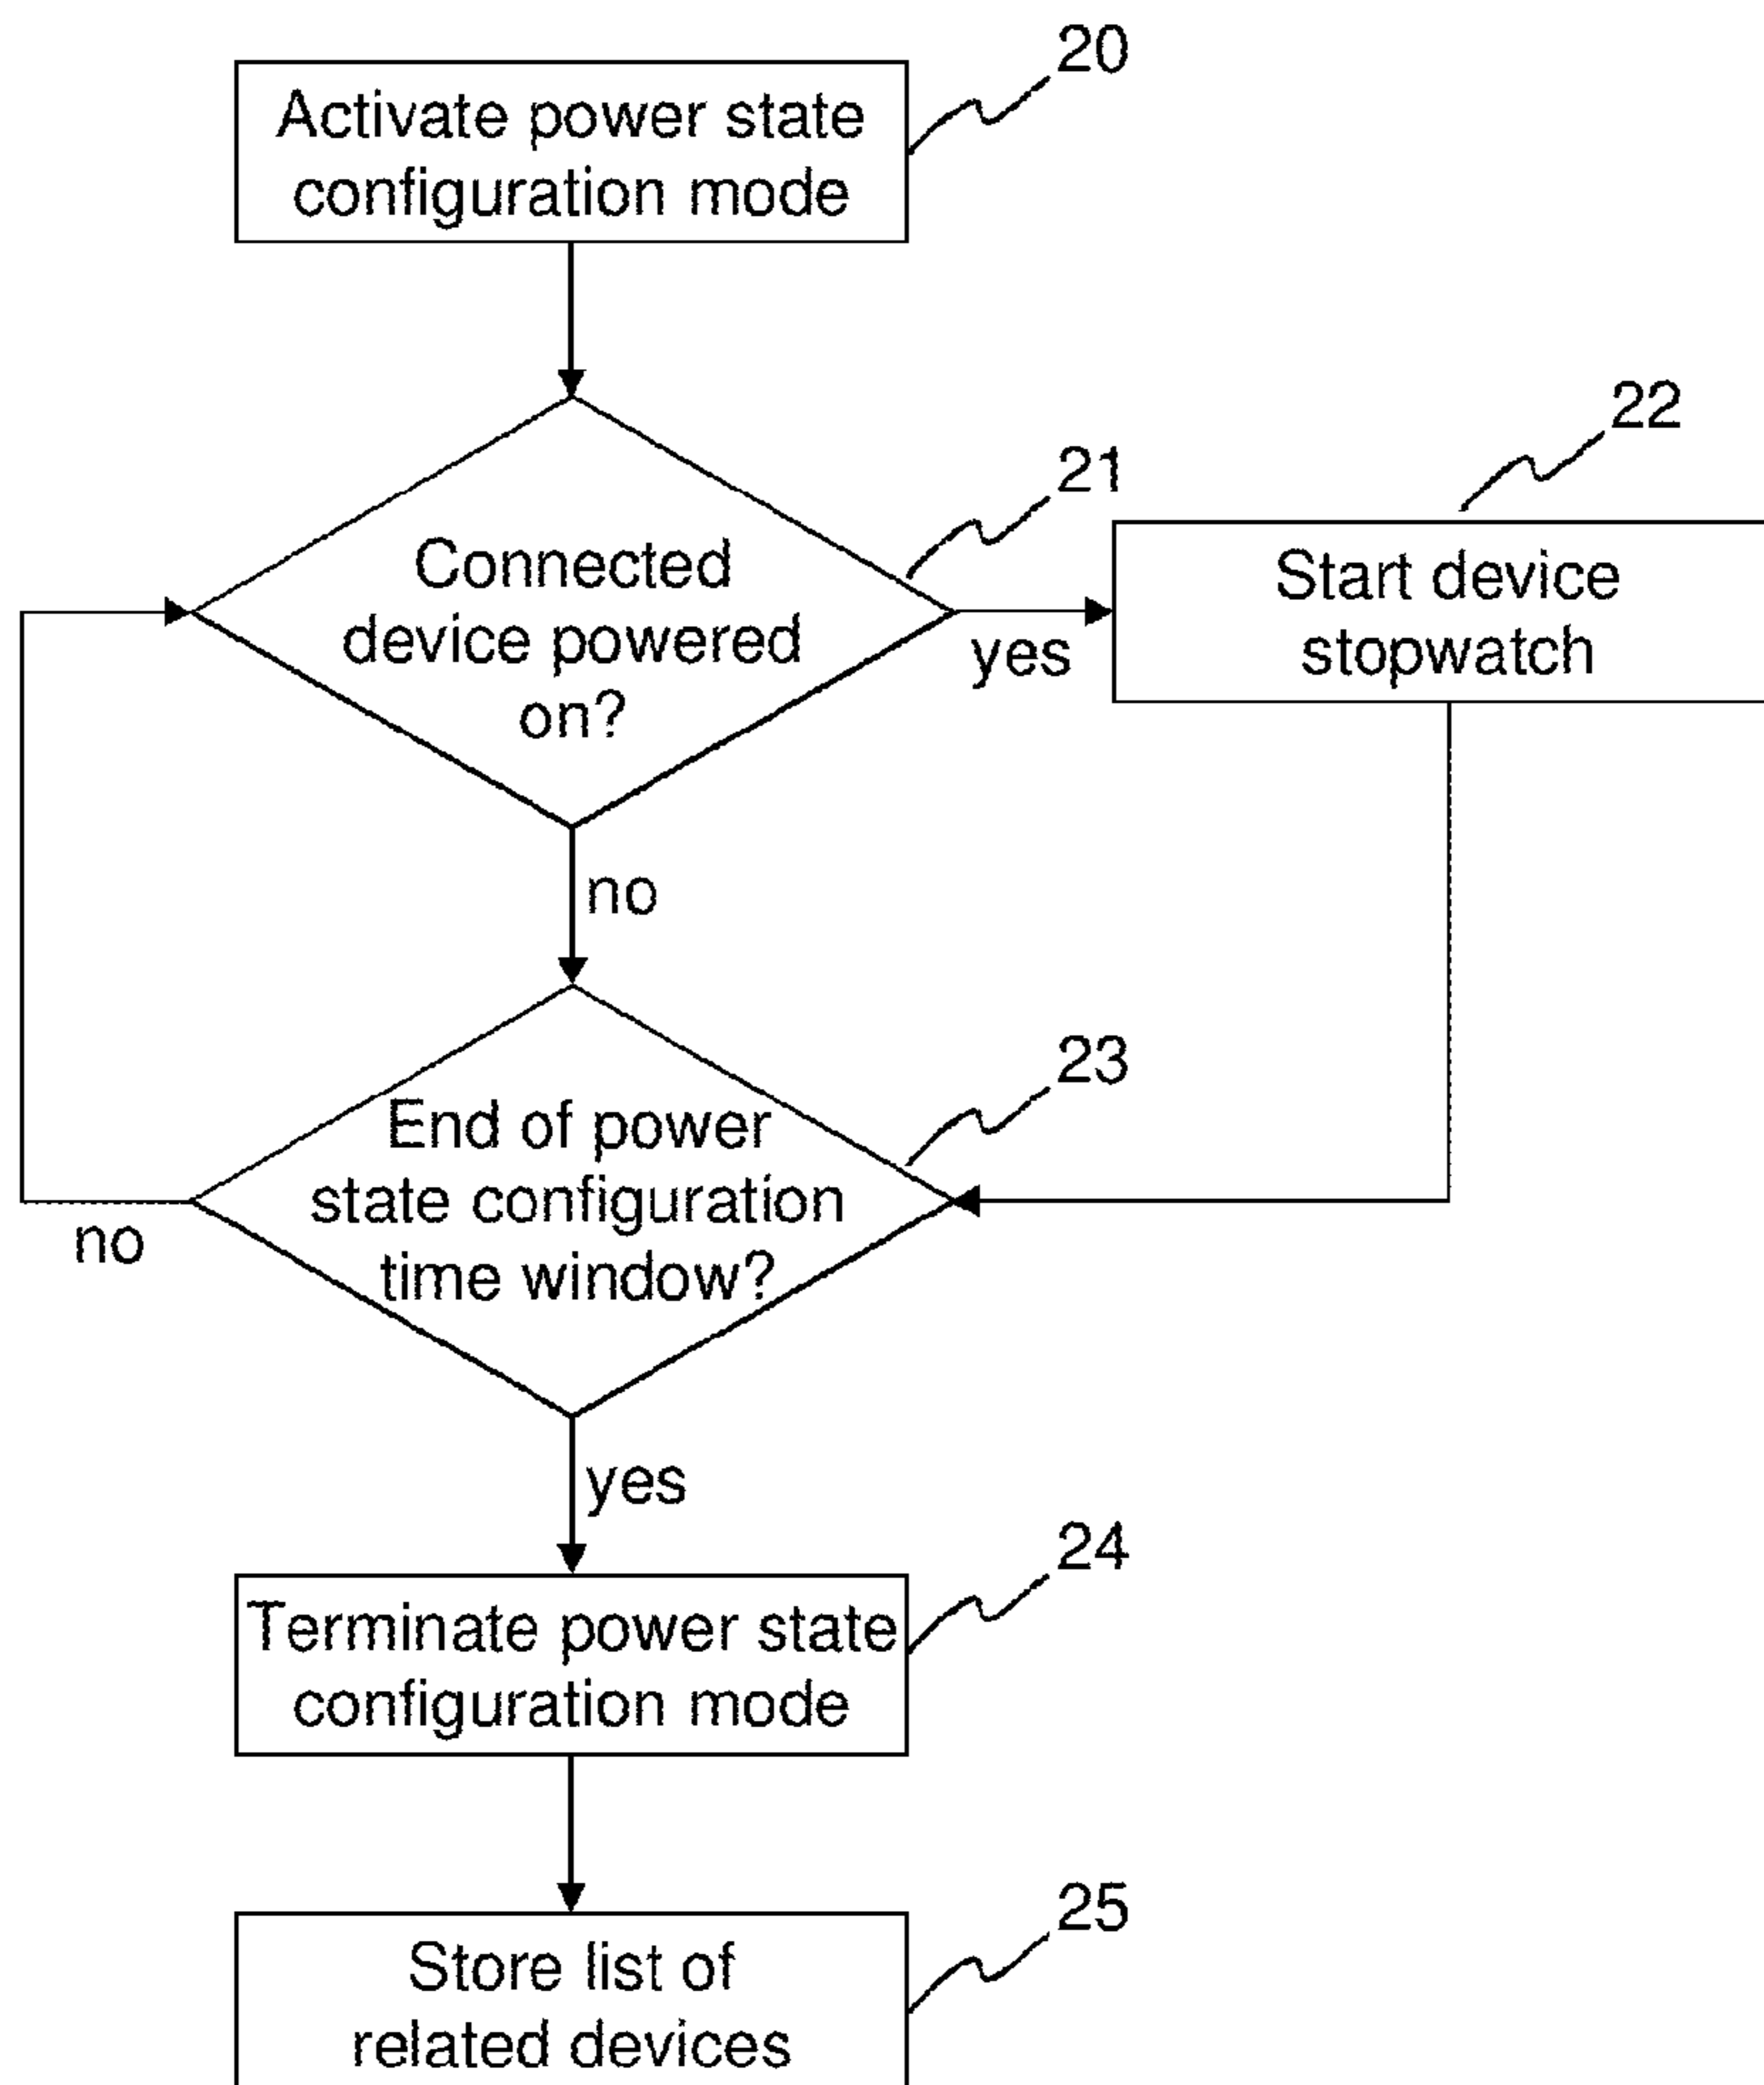 20
Activate power state
configuration mode
21
Connected
device powered
on?
yes
22
Start device
stopwatch
no
23
End of power
state configuration
time window?
no
yes
24
Terminate power state
configuration mode
25
Store list of
related devices